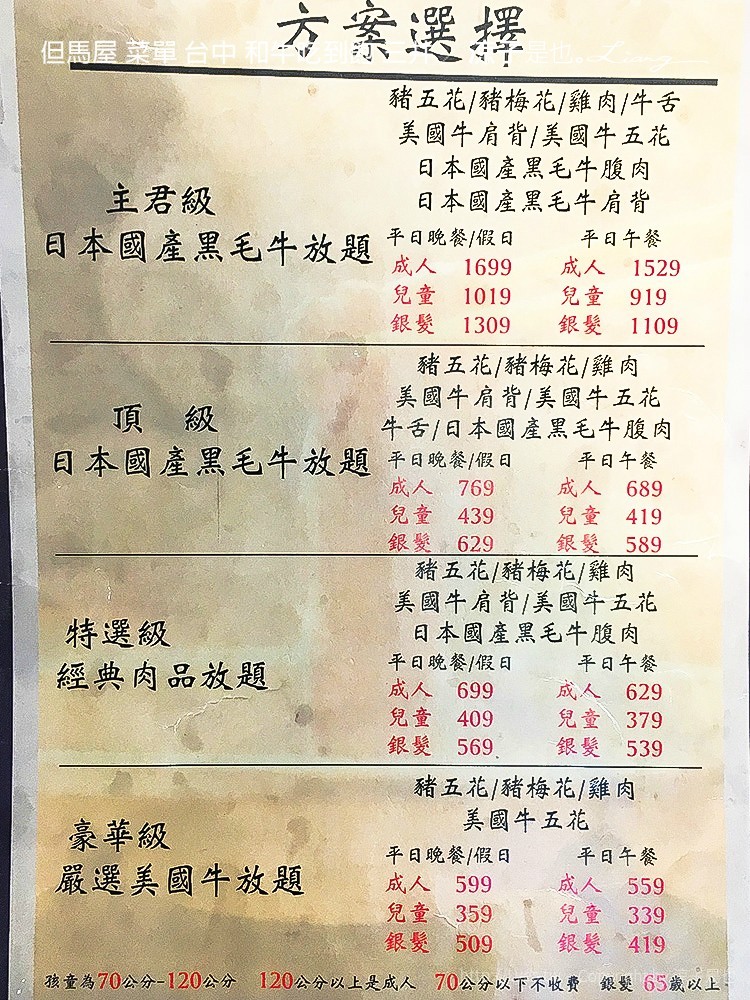 方案選擇
但馬屋 菜單 台中 和牛吃到飽
豬五花/豬梅花/雞肉/牛舌
美國牛肩背/美國牛五花
日本國產黑毛牛腹肉
日本國產黑毛牛肩背
主君級
日本國產黑毛牛放題
平日晚餐/假日 平日午餐
成人 1699 成人 1529
兒童 1019 兒童 919
銀髮 1309 銀髮 1109
豬五花/豬梅花/雞肉
美國牛肩背/美國牛五花
牛舌/日本國產黑毛牛腹肉
頂 級
日本國產黑毛牛放題
平日晚餐/假日 平日午餐
成人 769 成人 689
兒童 439 兒童 419
銀髮 629 銀髮 589
豬五花/豬梅花/雞肉
美國牛肩背/美國牛五花
日本國產黑毛牛腹肉
特選級
經典肉品放題
平日晚餐/假日 平日午餐
成人 699 成人 629
兒童 409 兒童 379
銀髮 569 銀髮 539
豬五花/豬梅花/雞肉
美國牛五花
豪華級
嚴選美國牛放題
平日晚餐/假日 平日午餐
成人 599 成人 559
兒童 359 兒童 339
銀髮 509 銀髮 419
孩童為70公分-120公分 120公分以上是成人 70公分以下不收費 銀髮 65歲以上